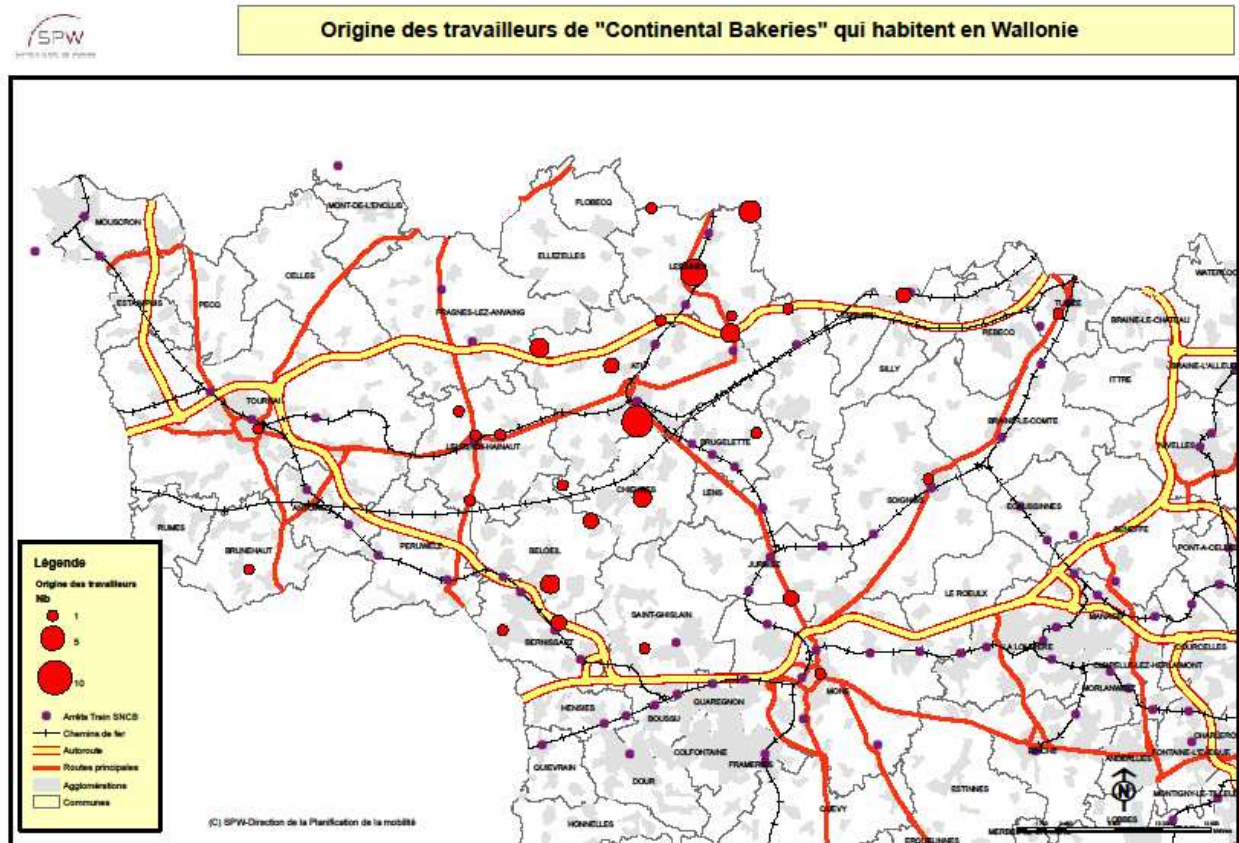 SPW
Origine des travailleurs de "Continental Bakeries" qui habitent en Wallonie
MONT-DE-L'ENCLUS
FLOBECQ
MOUSCRON
ELLEZELLES
CELLES
LESSINES
WATERLOO
ESTAIMPUIS
PECQ
FRASNES-LEZ-ANVAING
TUBIZE
REBECQ
BRAINE-LE-CHATEAU
ATH
SILLY
BRAINE-L'ALLEUD
ITTRE
TOURNAI
LEUZE-EN-HAINAUT
BRUGELETTE
BRAINE-LE-COMTE
NIVELLES
CHIEVRES
LENS
SOIGNIES
RUMES
ANTOING
ECAUSSINNES
SENEFFE
BRUNEHAUT
PERUWELZ
BELOEIL
JURBISE
PONT-A-CELLES
LE ROEULX
SAINT-GHISLAIN
MANAGE
BERNISSART
LA LOUVIERE
COURCELLES
CHAPELLE-LEZ-HERLAIMONT
MORLANWELZ
HENSIES
QUAREGNON
MONS
BOUSSU
CHARLEROI
COLFONTAINE
FONTAINE-L'EVEQUE
QUIEVRAIN
FRAMERIES
ANDERLUES
DOUR
ESTINNES
MONTIGNY-LE-TILLEUL
QUEVY
HONNELLES
LOBBES
ERQUELINNES
Légende
Origine des travailleurs
Nb
1
5
10
Arrêts Train SNCB
Chemins de fer
Autoroute
Routes principales
Agglomérations
Communes
(C) SPW-Direction de la Planification de la mobilité
N